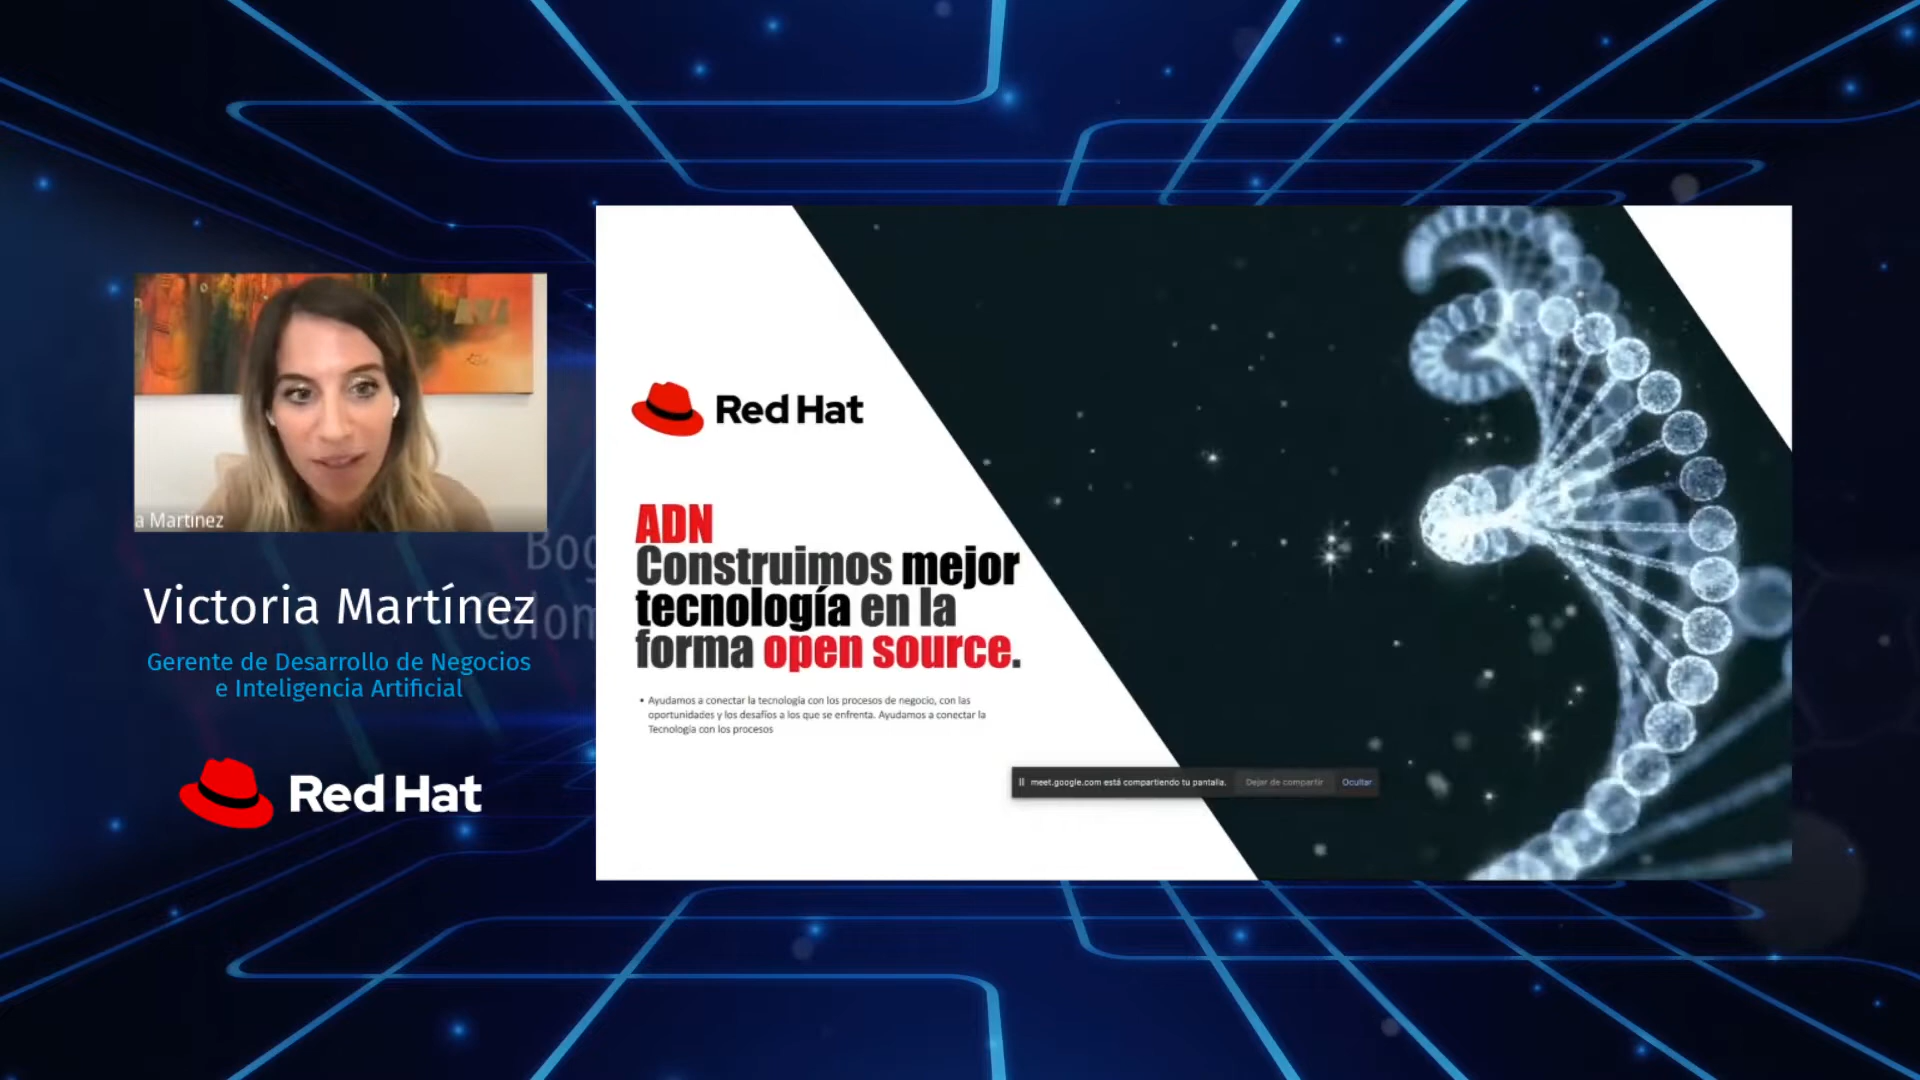 a Martinez
Victoria Martínez
Gerente de Desarrollo de Negocios
e Inteligencia Artificial
Red Hat
Red Hat
ADN
Construimos mejor
tecnología en la
forma open source.
• Ayudamos a conectar la tecnología con los procesos de negocio, con las
oportunidades y los desafíos a los que se enfrenta. Ayudamos a conectar la
Tecnología con los procesos
meet.google.com está compartiendo tu pantalla. Dejar de compartir Ocultar
Bog
Colom